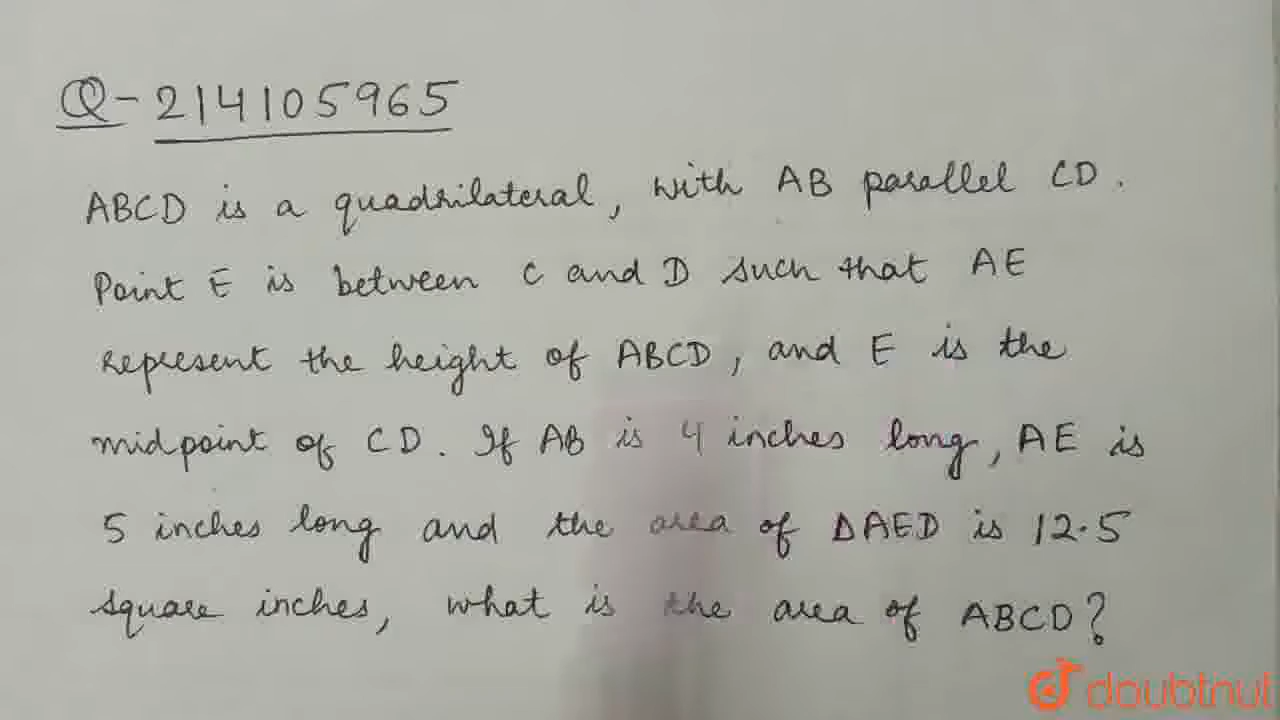 Q-214105965
ABCD is a quadrilateral, with AB parallel CD.
Point E is between C and D such that AE
represent the height of ABCD, and E is the
midpoint of CD. If AB is 4 inches long, AE is
5 inches long and the area of ΔAED is 12.5
square inches, what is the area of ABCD?
doubtnut